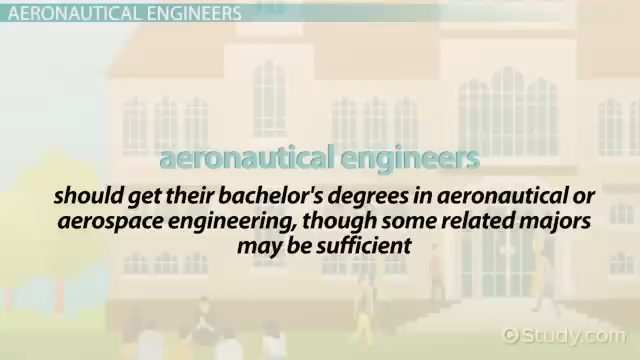 AERONAUTICAL ENGINEERS
aeronautical engineers
should get their bachelor's degrees in aeronautical or
aerospace engineering, though some related majors
may be sufficient
Study.com